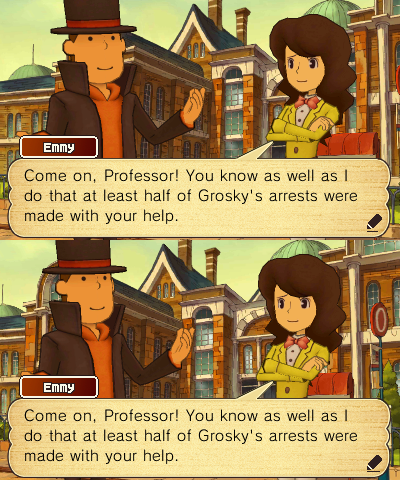 Emmy
Come on, Professor! You know as well as I
do that at least half of Grosky's arrests were
made with your help.
Emmy
Come on, Professor! You know as well as I
do that at least half of Grosky's arrests were
made with your help.